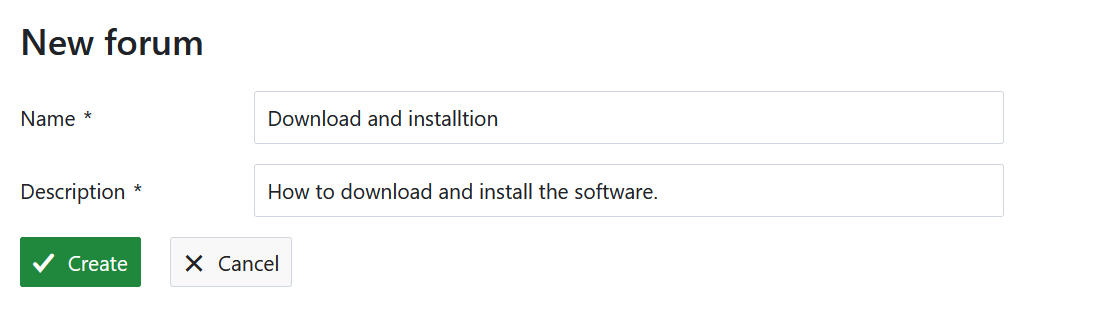 New forum
Name * Download and installtion
Description * How to download and install the software.
Create Cancel